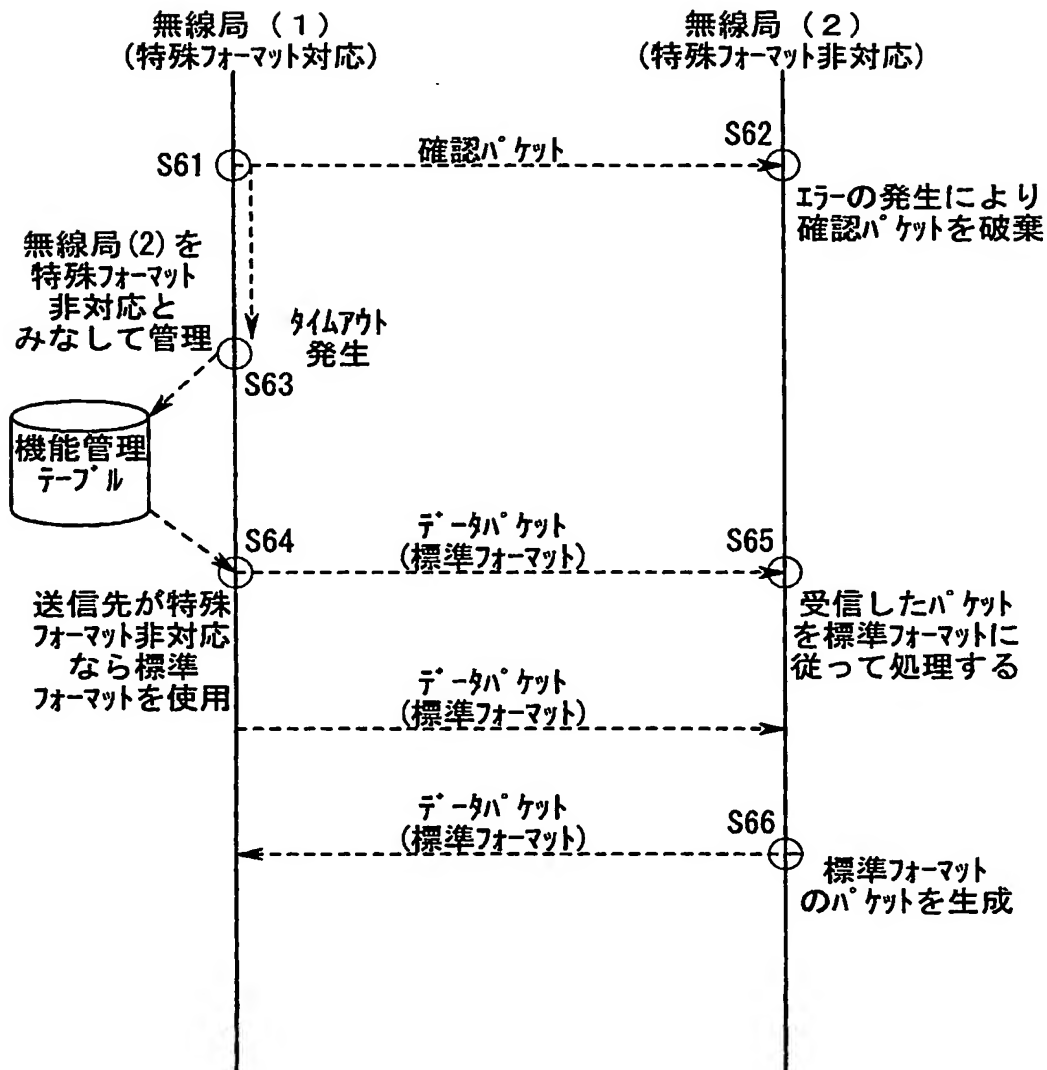 無線局（１）
(特殊フォーマット対応)
無線局（２）
(特殊フォーマット非対応)
S61
確認パケット
S62
エラーの発生により
確認パケットを破棄
無線局(2)を
特殊フォーマット
非対応と
みなして管理
タイムアウト
発生
S63
機能管理
テーブル
S64
データパケット
(標準フォーマット)
S65
送信先が特殊
フォーマット非対応
なら標準
フォーマットを使用
受信したパケット
を標準フォーマットに
従って処理する
データパケット
(標準フォーマット)
データパケット
(標準フォーマット)
S66
標準フォーマット
のパケットを生成